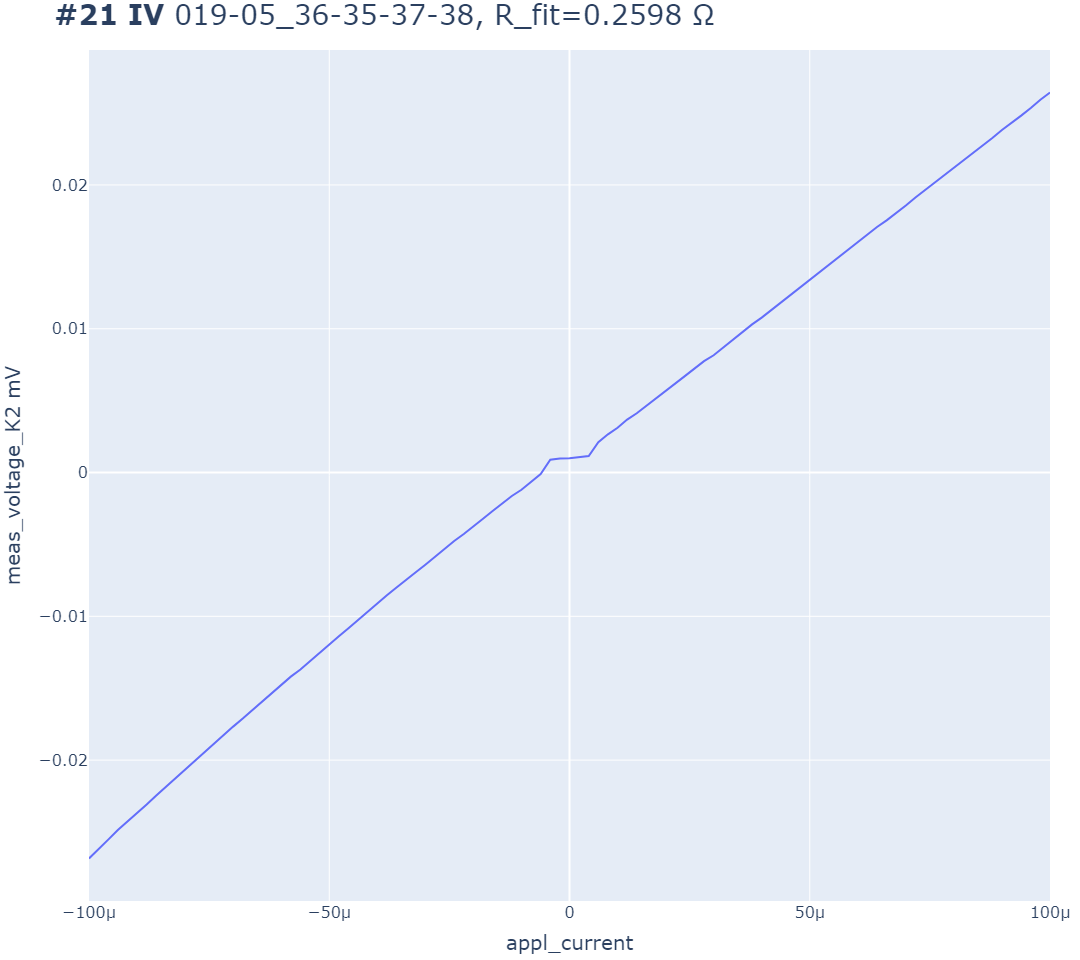 #21 IV 019-05_36-35-37-38, R_fit=0.2598 Ω
meas_voltage_K2 mV
0.02
0.01
0
−0.01
−0.02
−100μ
−50μ
0
50μ
100μ
appl_current